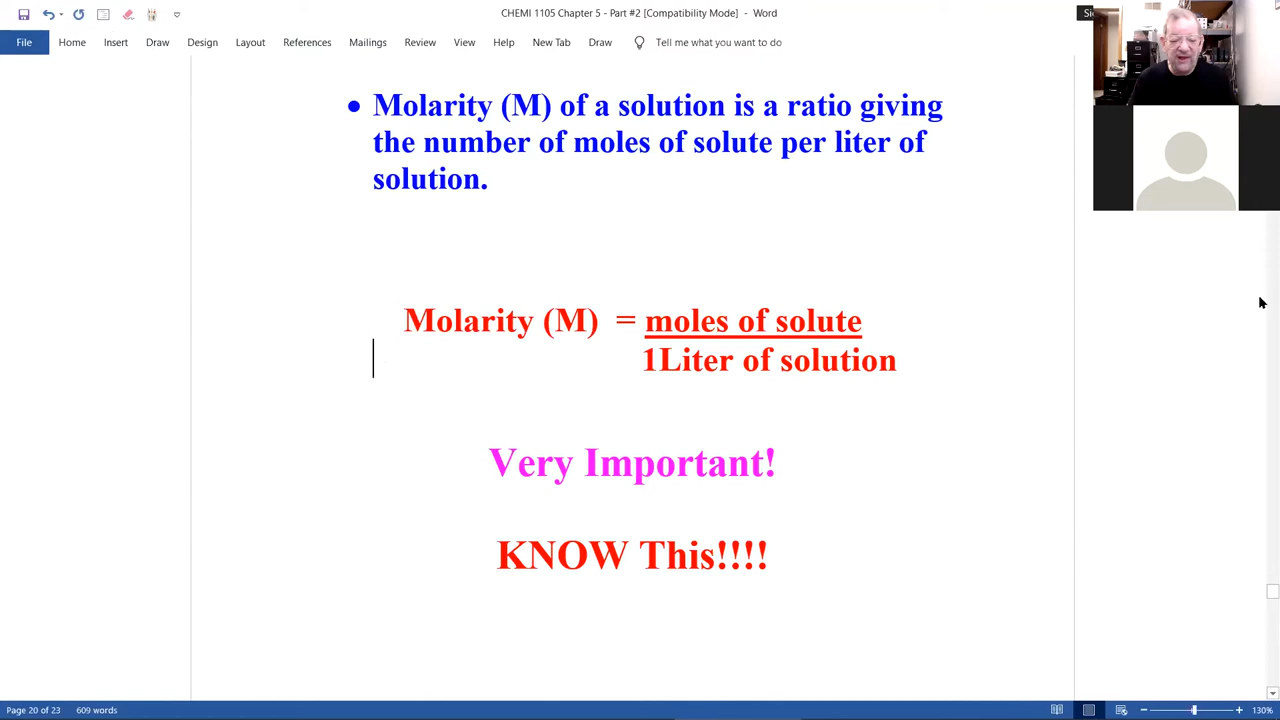 CHEMI 1105 Chapter 5 - Part #2 [Compatibility Mode] - Word
File Home Insert Draw Design Layout References Mailings Review View Help New Tab Draw Tell me what you want to do
• Molarity (M) of a solution is a ratio giving
the number of moles of solute per liter of
solution.
Molarity (M) = moles of solute
1Liter of solution
Very Important!
KNOW This!!!!
Page 20 of 23 609 words 130%